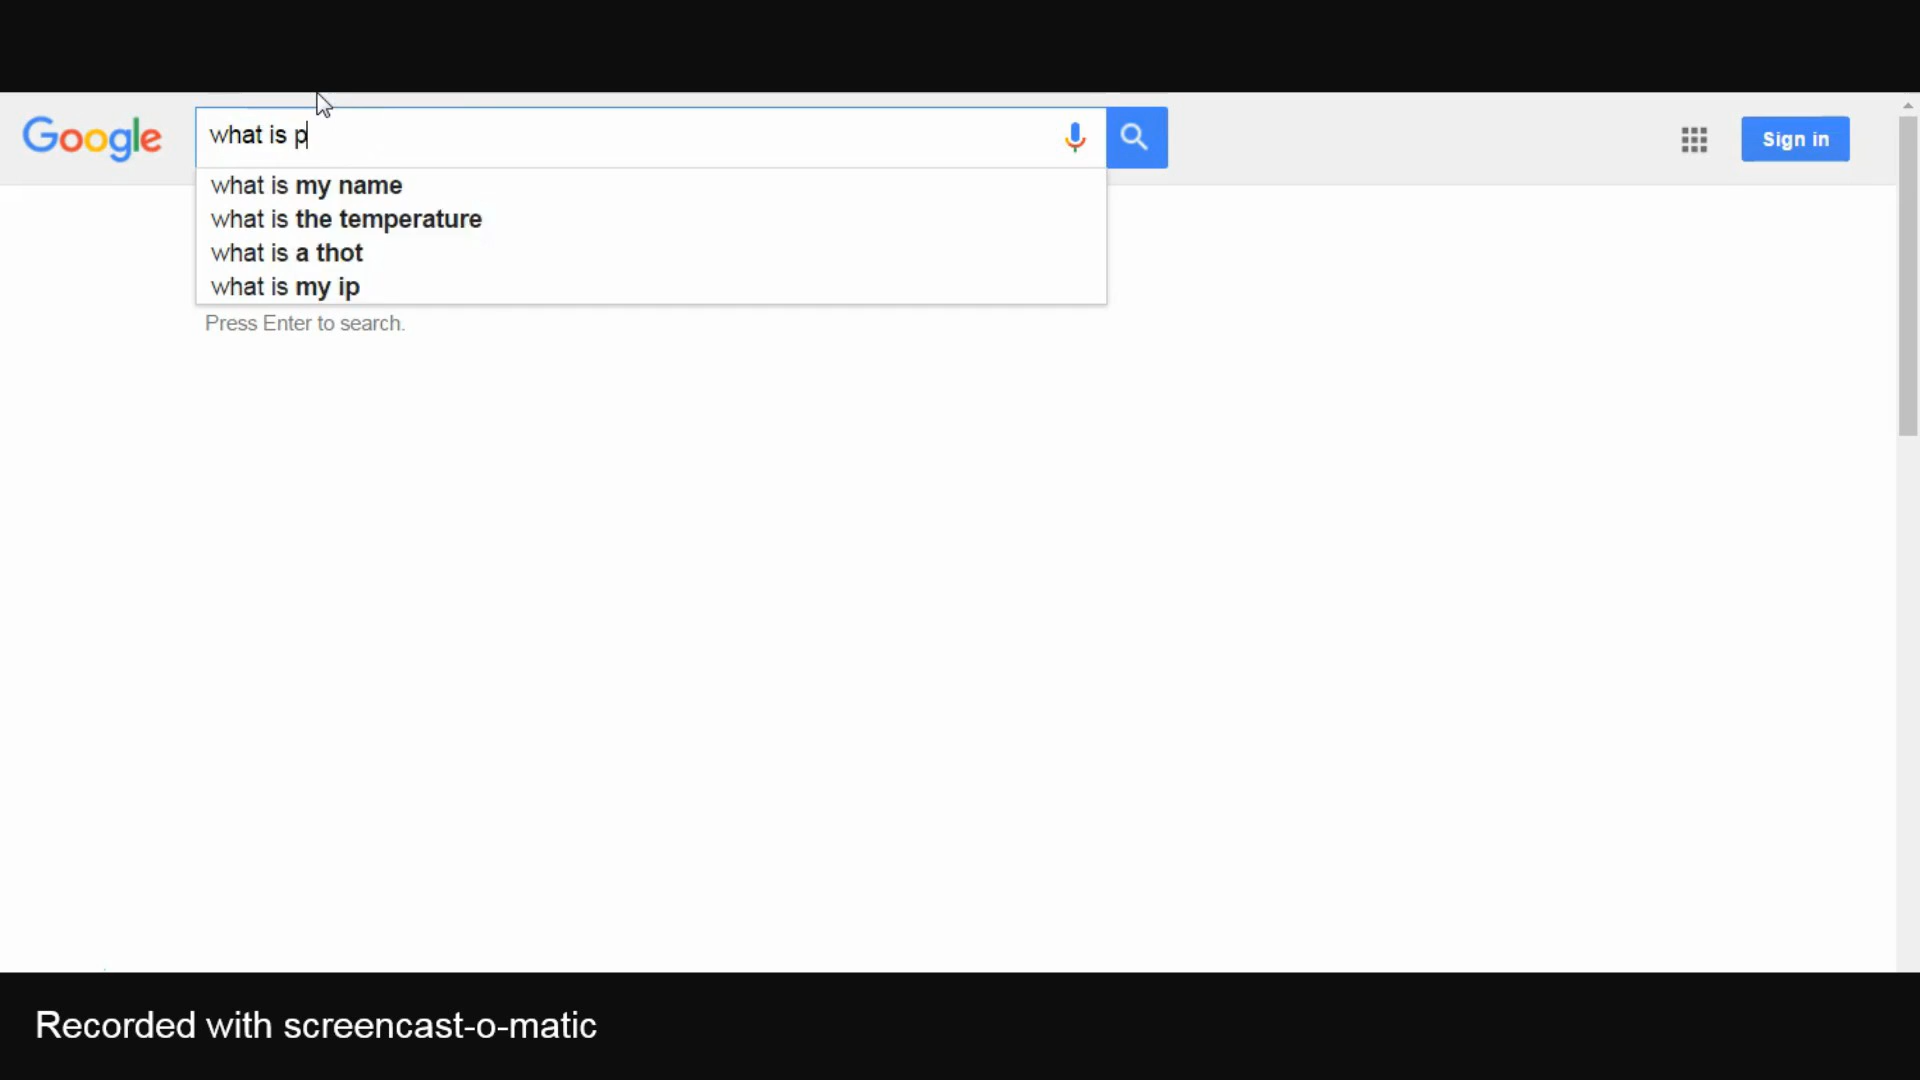 Google
what is p
Sign in
what is my name
what is the temperature
what is a thot
what is my ip
Press Enter to search.
Recorded with screencast-o-matic